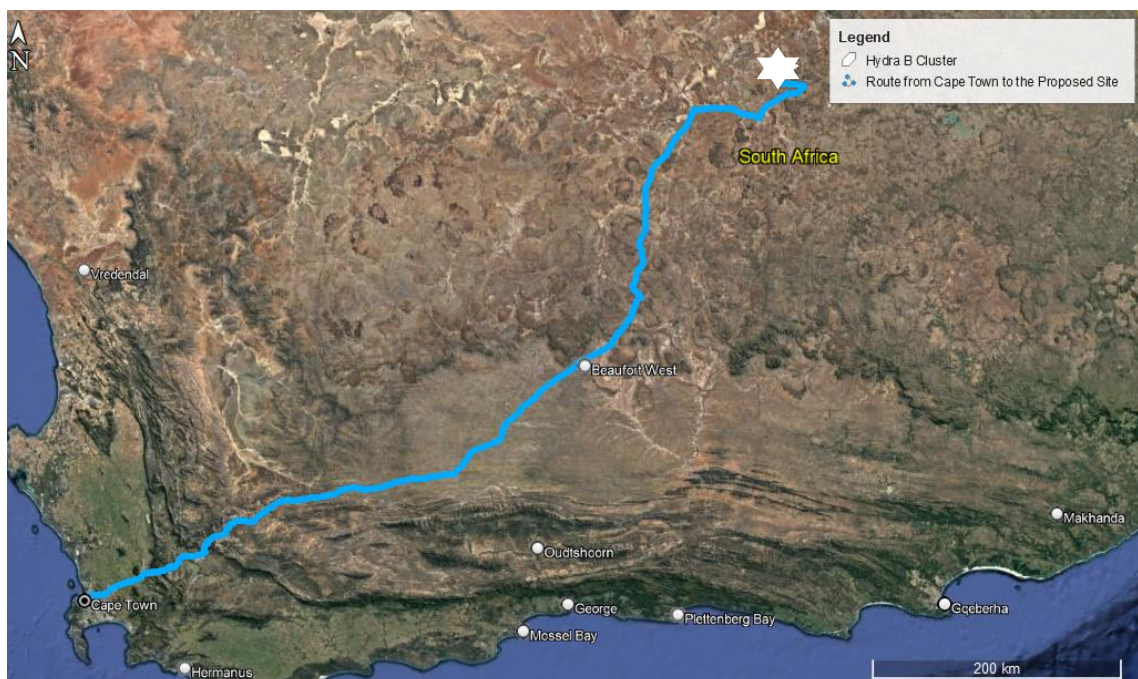 N
Legend
Hydra B Cluster
Route from Cape Town to the Proposed Site
South Africa
Vredendal
Beaufort West
Makhanda
Oudtshoorn
Cape Town
George
Gqeberha
Plettenberg Bay
Mossel Bay
Hermanus
200 km